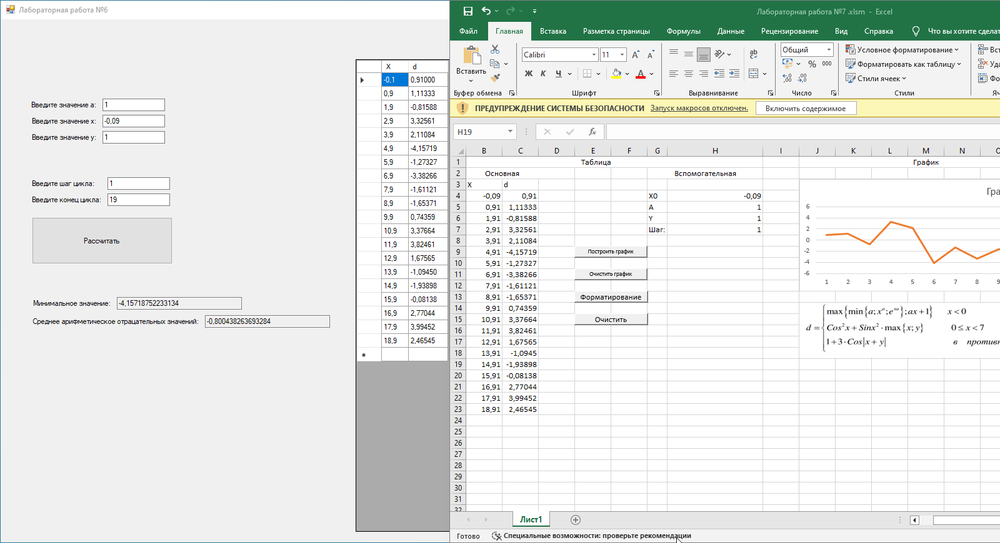 Лабораторная работа №6
Введите значение a: 1
Введите значение x: -0,09
Введите значение y: 1
Введите шаг цикла: 1
Введите конец цикла: 19
Рассчитать
Минимальное значение: -4,15718752233134
Среднее арифметическое отрацательных значений: -0,800438263693284
X d
-0,1 0,91000
0,9 1,11333
1,9 -0,81588
2,9 3,32561
3,9 2,11084
4,9 -4,15719
5,9 -1,27327
6,9 -3,38266
7,9 -1,61121
8,9 -1,65371
9,9 0,74359
10,9 3,37664
11,9 3,82461
12,9 1,67565
13,9 -1,09450
14,9 -1,93898
15,9 -0,08138
16,9 2,77044
17,9 3,99452
18,9 2,46545
*
Лабораторная работа №7 .xlsm - Excel
Файл Главная Вставка Разметка страницы Формулы Данные Рецензирование Вид Справка Что вы хотите сделат
Вставить
Calibri 11
Ж К Ч
Общий
% 000
Условное форматирование
Форматировать как таблицу
Стили ячеек
Вст
Уда
Фо
Буфер обмена Шрифт Выравнивание Число Стили Яч
ПРЕДУПРЕЖДЕНИЕ СИСТЕМЫ БЕЗОПАСНОСТИ Запуск макросов отключен. Включить содержимое
H19 fx
B C D E F G H I J K L M N O
1 Таблица График
2 Основная Вспомогательная
3 X d
4 -0,09 0,91 X0 -0,09
5 0,91 1,11333 A 1
6 1,91 -0,81588 Y 1
7 2,91 3,32561 Шаг: 1
8 3,91 2,11084
9 4,91 -4,15719 Построить график
10 5,91 -1,27327
11 6,91 -3,38266 Очистить график
12 7,91 -1,61121
13 8,91 -1,65371 Форматирование
14 9,91 0,74359
15 10,91 3,37664 Очистить
16 11,91 3,82461
17 12,91 1,67565
18 13,91 -1,0945
19 14,91 -1,93898
20 15,91 -0,08138
21 16,91 2,77044
22 17,91 3,99452
23 18,91 2,46545
24
25
26
27
28
29
30
31
32
Гра
6
4
2
0
-2
-4
-6
1 2 3 4 5 6 7 8 9
d = { max{min{a; x^a; e^xa}; ax+1} x < 0
Cos²x + Sinx² · max{x; y} 0 ≤ x < 7
1 + 3 · Cos|x + y| в противн
Лист1
Готово Специальные возможности: проверьте рекомендации